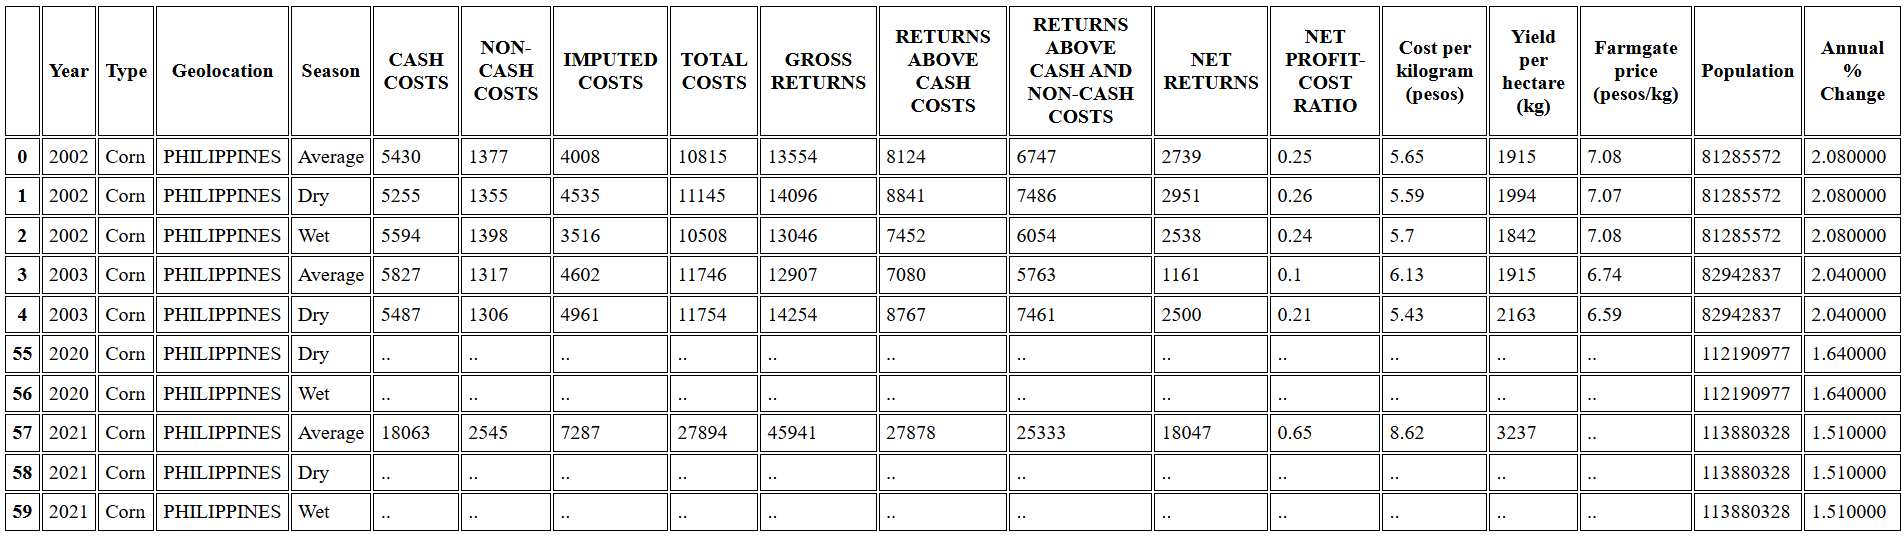 Year Type Geolocation Season CASH COSTS NON-CASH COSTS IMPUTED COSTS TOTAL COSTS GROSS RETURNS RETURNS ABOVE CASH COSTS RETURNS ABOVE CASH AND NON-CASH COSTS NET RETURNS NET PROFIT-COST RATIO Cost per kilogram (pesos) Yield per hectare (kg) Farmgate price (pesos/kg) Population Annual % Change
0 2002 Corn PHILIPPINES Average 5430 1377 4008 10815 13554 8124 6747 2739 0.25 5.65 1915 7.08 81285572 2.080000
1 2002 Corn PHILIPPINES Dry 5255 1355 4535 11145 14096 8841 7486 2951 0.26 5.59 1994 7.07 81285572 2.080000
2 2002 Corn PHILIPPINES Wet 5594 1398 3516 10508 13046 7452 6054 2538 0.24 5.7 1842 7.08 81285572 2.080000
3 2003 Corn PHILIPPINES Average 5827 1317 4602 11746 12907 7080 5763 1161 0.1 6.13 1915 6.74 82942837 2.040000
4 2003 Corn PHILIPPINES Dry 5487 1306 4961 11754 14254 8767 7461 2500 0.21 5.43 2163 6.59 82942837 2.040000
55 2020 Corn PHILIPPINES Dry .. .. .. .. .. .. .. .. .. .. .. .. 112190977 1.640000
56 2020 Corn PHILIPPINES Wet .. .. .. .. .. .. .. .. .. .. .. .. 112190977 1.640000
57 2021 Corn PHILIPPINES Average 18063 2545 7287 27894 45941 27878 25333 18047 0.65 8.62 3237 .. 113880328 1.510000
58 2021 Corn PHILIPPINES Dry .. .. .. .. .. .. .. .. .. .. .. .. 113880328 1.510000
59 2021 Corn PHILIPPINES Wet .. .. .. .. .. .. .. .. .. .. .. .. 113880328 1.510000